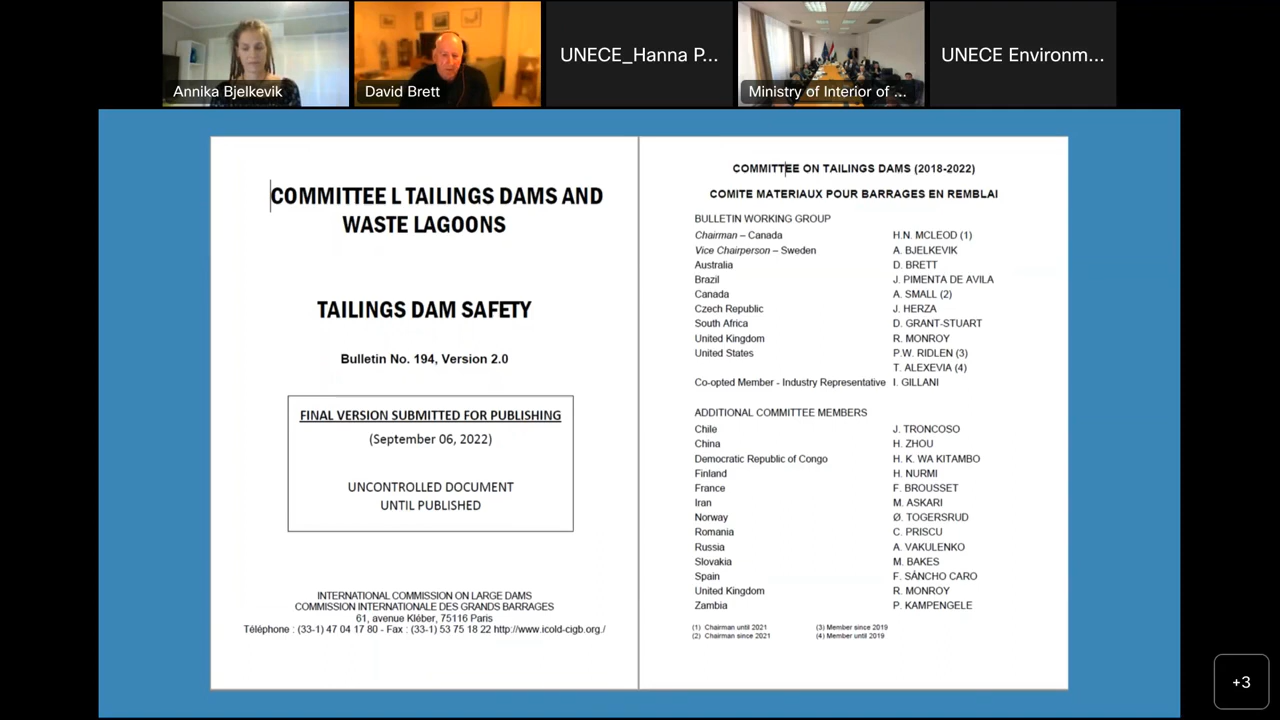 Annika Bjelkevik
David Brett
UNECE_Hanna P...
Ministry of Interior of ...
UNECE Environm...
COMMITTEE L TAILINGS DAMS AND
WASTE LAGOONS
TAILINGS DAM SAFETY
Bulletin No. 194, Version 2.0
FINAL VERSION SUBMITTED FOR PUBLISHING
(September 06, 2022)
UNCONTROLLED DOCUMENT
UNTIL PUBLISHED
INTERNATIONAL COMMISSION ON LARGE DAMS
COMMISSION INTERNATIONALE DES GRANDS BARRAGES
61, avenue Kléber, 75116 Paris
Téléphone : (33-1) 47 04 17 80 - Fax : (33-1) 53 75 18 22 http://www.icold-cigb.org./
COMMITTEE ON TAILINGS DAMS (2018-2022)
COMITE MATERIAUX POUR BARRAGES EN REMBLAI
BULLETIN WORKING GROUP
Chairman – Canada H.N. MCLEOD (1)
Vice Chairperson – Sweden A. BJELKEVIK
Australia D. BRETT
Brazil J. PIMENTA DE AVILA
Canada A. SMALL (2)
Czech Republic J. HERZA
South Africa D. GRANT-STUART
United Kingdom R. MONROY
United States P.W. RIDLEN (3)
T. ALEXEVIA (4)
Co-opted Member - Industry Representative I. GILLANI
ADDITIONAL COMMITTEE MEMBERS
Chile J. TRONCOSO
China H. ZHOU
Democratic Republic of Congo H. K. WA KITAMBO
Finland H. NURMI
France F. BROUSSET
Iran M. ASKARI
Norway Ø. TOGERSRUD
Romania C. PRISCU
Russia A. VAKULENKO
Slovakia M. BAKES
Spain F. SÁNCHO CARO
United Kingdom R. MONROY
Zambia P. KAMPENGELE
(1) Chairman until 2021 (3) Member since 2019
(2) Chairman since 2021 (4) Member until 2019
+3